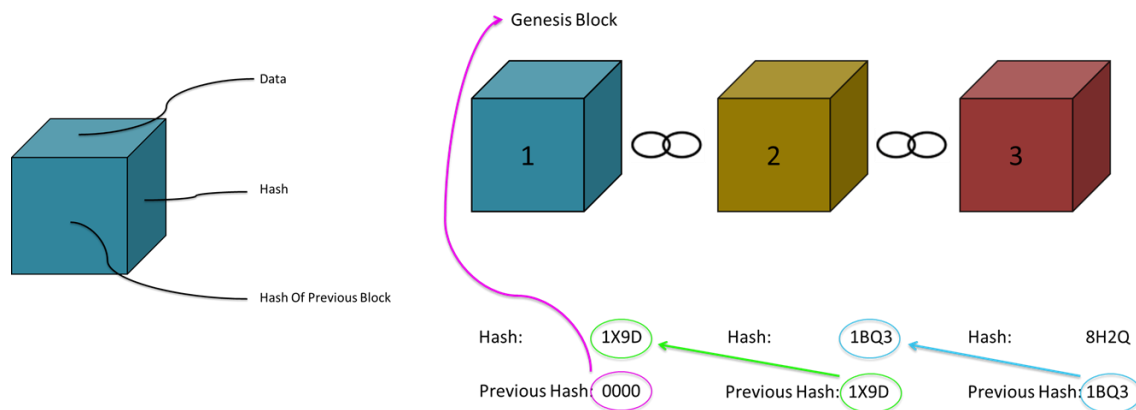 Genesis Block
Data
Hash
Hash Of Previous Block
1
2
3
Hash: 1X9D Hash: 1BQ3 Hash: 8H2Q
Previous Hash: 0000 Previous Hash: 1X9D Previous Hash: 1BQ3